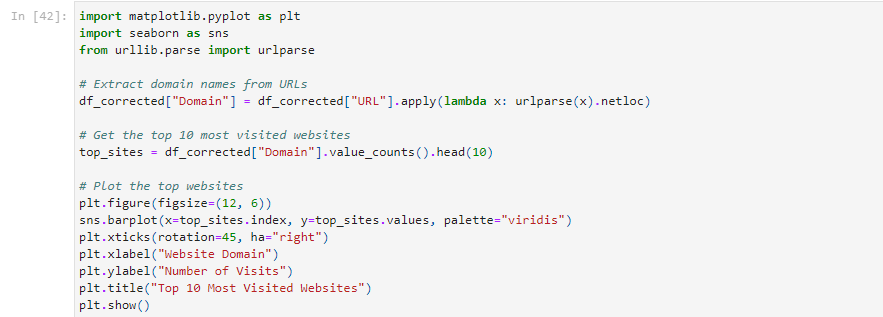 In [42]: import matplotlib.pyplot as plt
import seaborn as sns
from urllib.parse import urlparse
# Extract domain names from URLs
df_corrected["Domain"] = df_corrected["URL"].apply(lambda x: urlparse(x).netloc)
# Get the top 10 most visited websites
top_sites = df_corrected["Domain"].value_counts().head(10)
# Plot the top websites
plt.figure(figsize=(12, 6))
sns.barplot(x=top_sites.index, y=top_sites.values, palette="viridis")
plt.xticks(rotation=45, ha="right")
plt.xlabel("Website Domain")
plt.ylabel("Number of Visits")
plt.title("Top 10 Most Visited Websites")
plt.show()